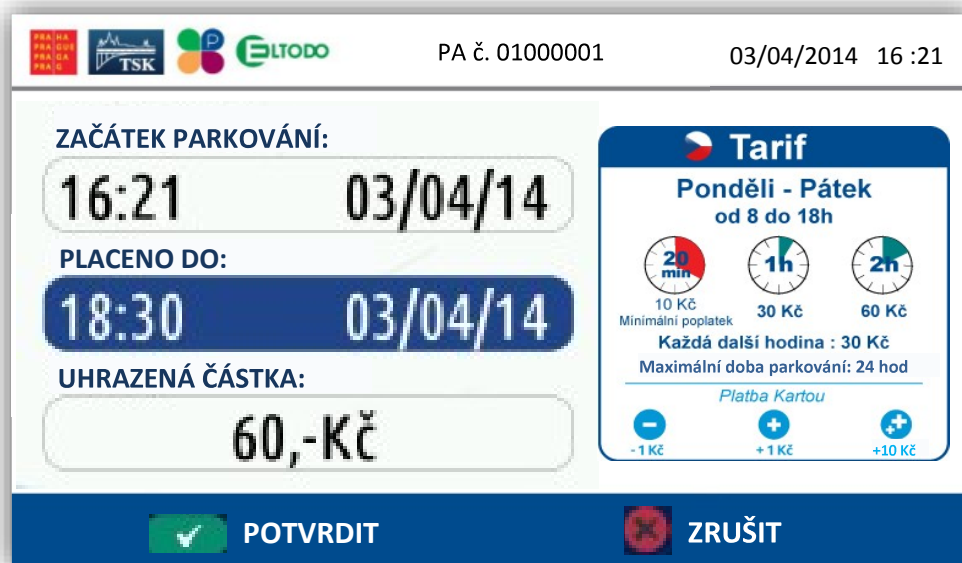 PRA HA
PRA GUE
PRA GA
PRA G
TSK
P
ELTODO
PA č. 01000001
03/04/2014 16 :21
ZAČÁTEK PARKOVÁNÍ:
16:21 03/04/14
PLACENO DO:
18:30 03/04/14
UHRAZENÁ ČÁSTKA:
60,-Kč
Tarif
Ponděli - Pátek
od 8 do 18h
20 min
1h
2h
10 Kč
Minímální poplatek
30 Kč
60 Kč
Každá další hodina : 30 Kč
Maximální doba parkování: 24 hod
Platba Kartou
- 1 Kč
+ 1 Kč
+10 Kč
POTVRDIT
ZRUŠIT